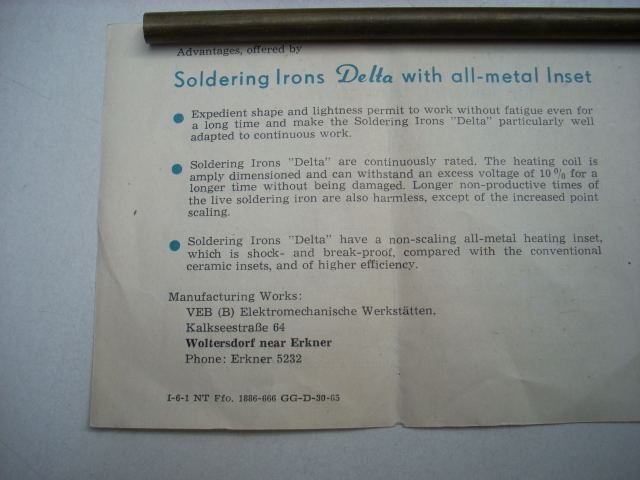 Advantages, offered by
Soldering Irons Delta with all-metal Inset
Expedient shape and lightness permit to work without fatigue even for
a long time and make the Soldering Irons "Delta" particularly well
adapted to continuous work.
Soldering Irons "Delta" are continuously rated. The heating coil is
amply dimensioned and can withstand an excess voltage of 10 % for a
longer time without being damaged. Longer non-productive times of
the live soldering iron are also harmless, except of the increased point
scaling.
Soldering Irons "Delta" have a non-scaling all-metal heating inset,
which is shock- and break-proof, compared with the conventional
ceramic insets, and of higher efficiency.
Manufacturing Works:
VEB (B) Elektromechanische Werkstätten,
Kalkseestraße 64
Woltersdorf near Erkner
Phone: Erkner 5232
I-6-1 NT Ffo. 1886-666 GG-D-30-65